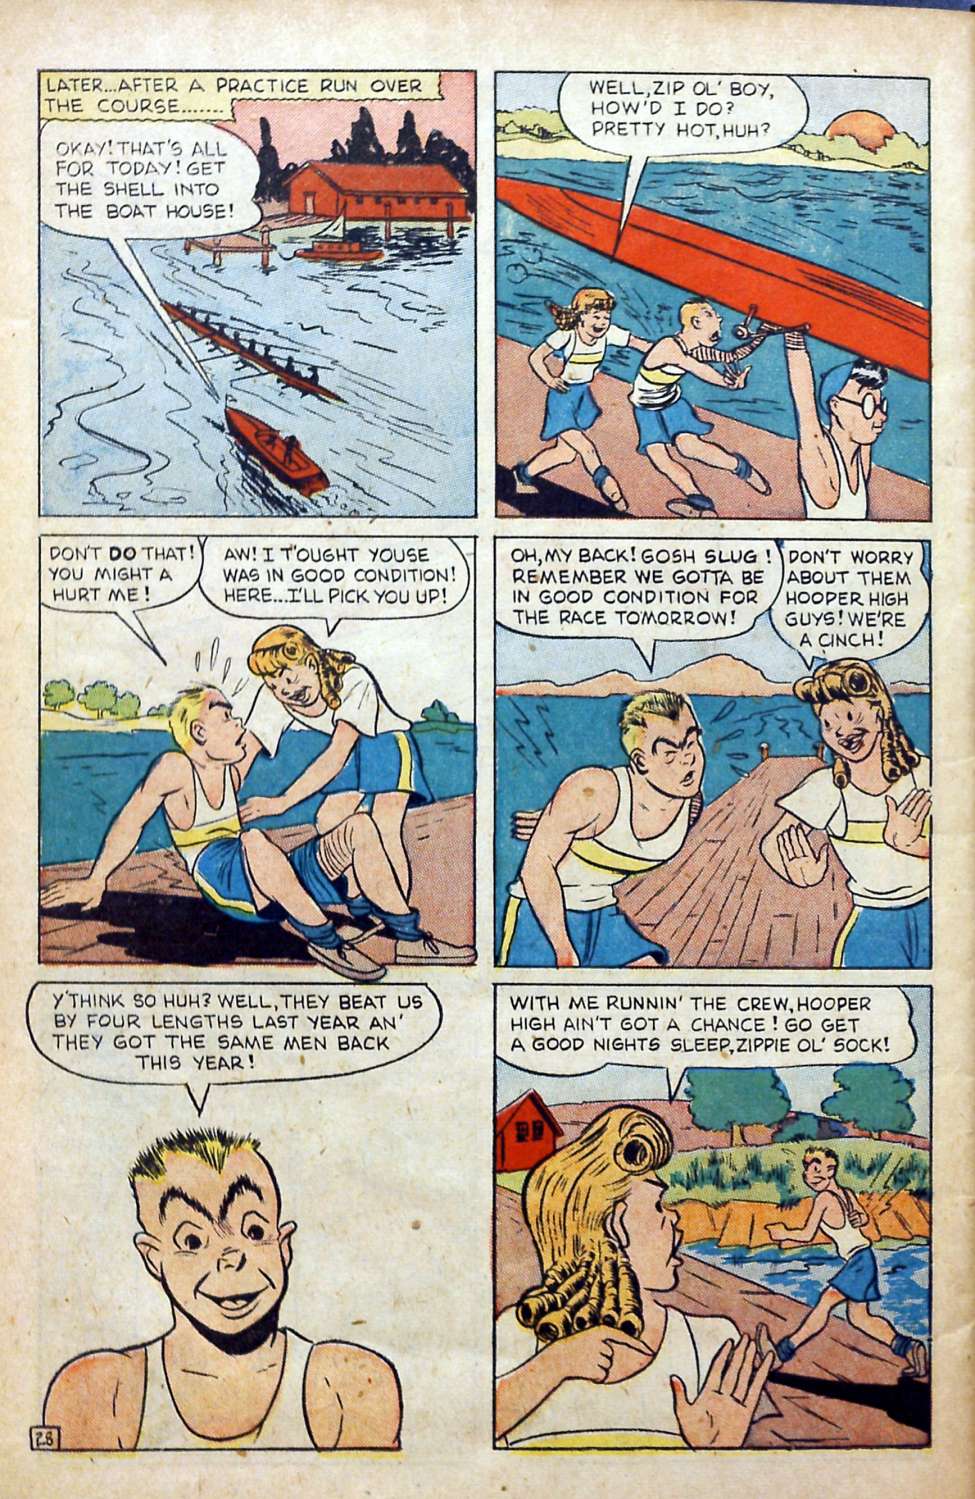 LATER...AFTER A PRACTICE RUN OVER
THE COURSE.......
OKAY! THAT'S ALL
FOR TODAY! GET
THE SHELL INTO
THE BOAT HOUSE!
WELL, ZIP OL' BOY,
HOW'D I DO?
PRETTY HOT, HUH?
DON'T DO THAT!
YOU MIGHT A
HURT ME!
AW! I T'OUGHT YOUSE
WAS IN GOOD CONDITION!
HERE...I'LL PICK YOU UP!
OH, MY BACK! GOSH SLUG!
REMEMBER WE GOTTA BE
IN GOOD CONDITION FOR
THE RACE TOMORROW!
DON'T WORRY
ABOUT THEM
HOOPER HIGH
GUYS! WE'RE
A CINCH!
Y'THINK SO HUH? WELL, THEY BEAT US
BY FOUR LENGTHS LAST YEAR AN'
THEY GOT THE SAME MEN BACK
THIS YEAR!
WITH ME RUNNIN' THE CREW, HOOPER
HIGH AIN'T GOT A CHANCE! GO GET
A GOOD NIGHTS SLEEP, ZIPPIE OL' SOCK!
28